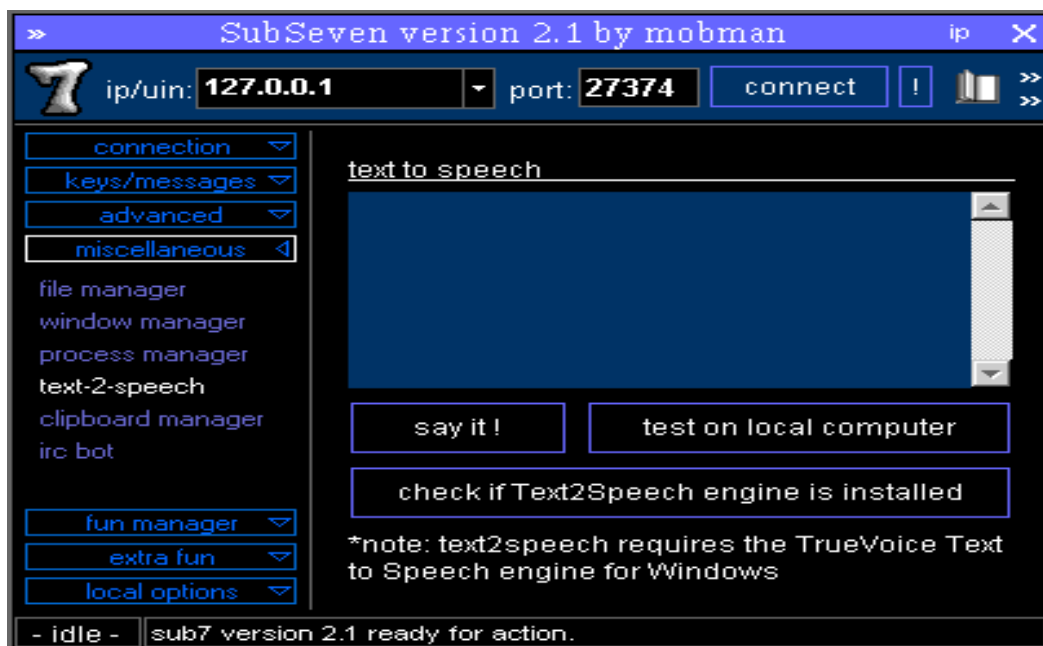 » SubSeven version 2.1 by mobman ip X
7 ip/uin: 127.0.0.1 port: 27374 connect ! »
»
connection
keys/messages
advanced
miscellaneous
file manager
window manager
process manager
text-2-speech
clipboard manager
irc bot
fun manager
extra fun
local options
text to speech
say it ! test on local computer
check if Text2Speech engine is installed
*note: text2speech requires the TrueVoice Text
to Speech engine for Windows
- idle - sub7 version 2.1 ready for action.